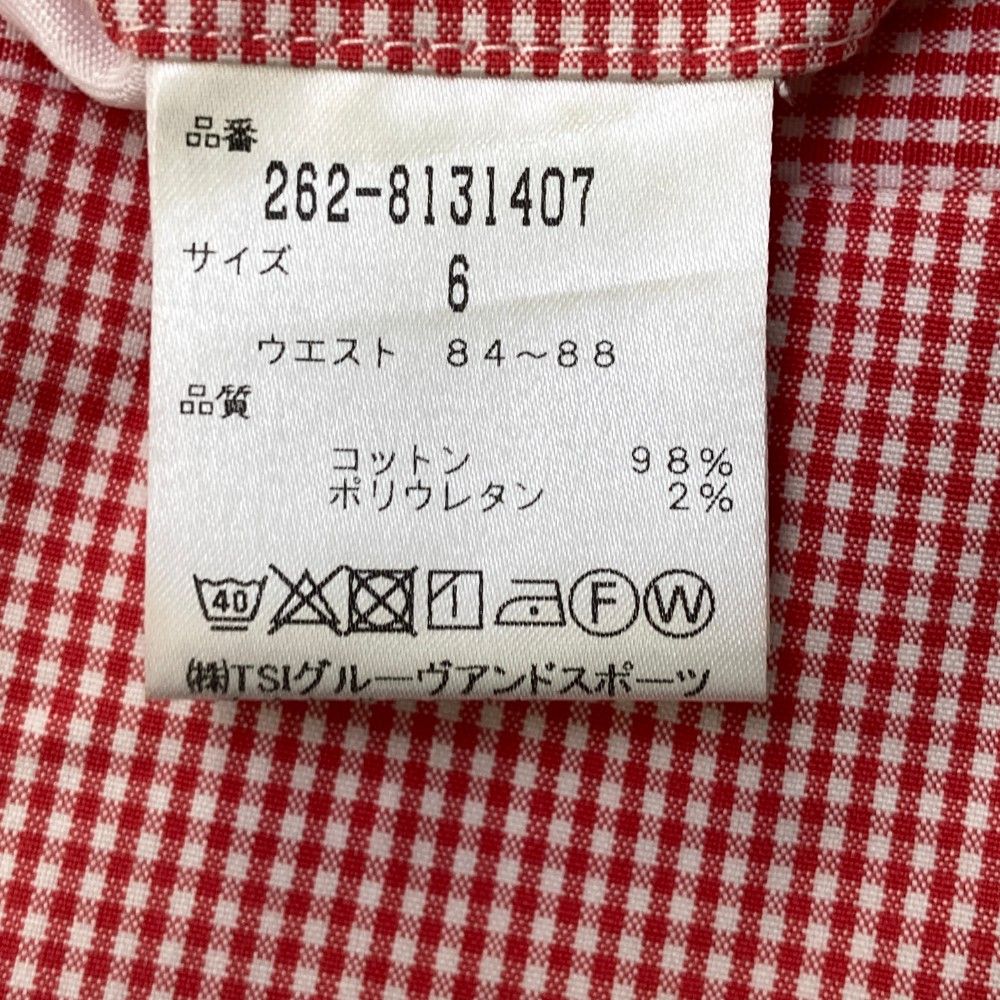 品番
262-8131407
サイズ
6
ウエスト 84~88
品質
コットン 98%
ポリウレタン 2%
40 F W
㈱TSIグルーヴアンドスポーツ